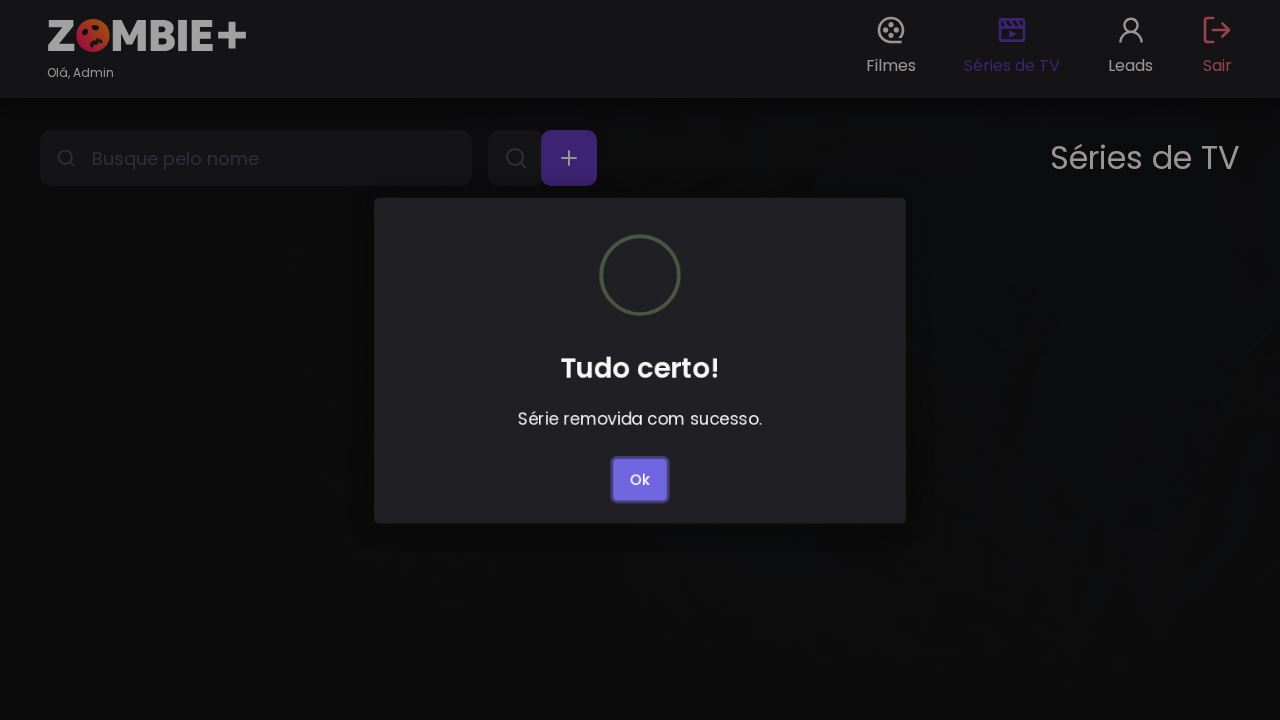 ZOMBIE+
Olá, Admin
Filmes
Séries de TV
Leads
Sair
Busque pelo nome
Séries de TV
Tudo certo!
Série removida com sucesso.
Ok